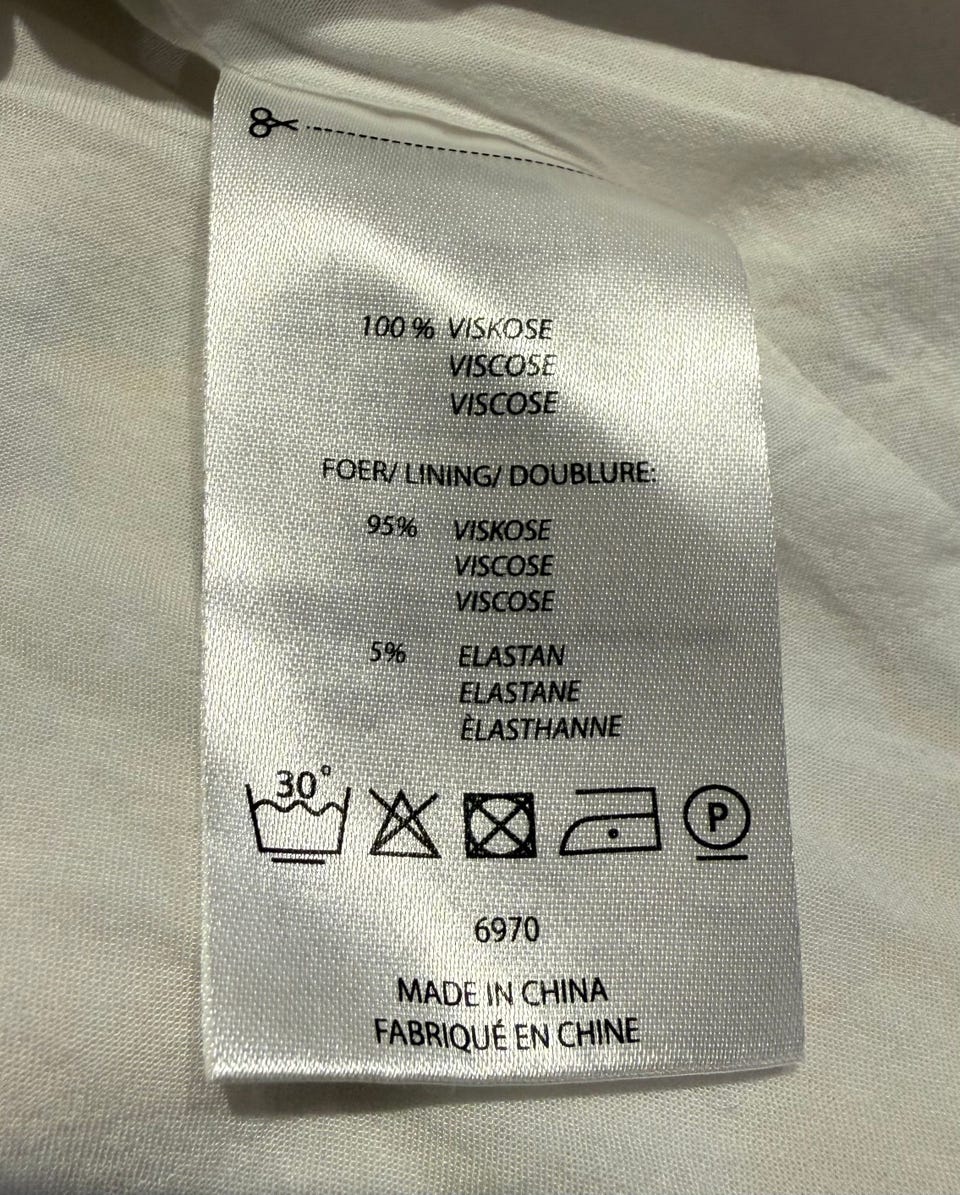 100 % VISKOSE
VISCOSE
VISCOSE
FOER/ LINING/ DOUBLURE:
95% VISKOSE
VISCOSE
VISCOSE
5% ELASTAN
ELASTANE
ÈLASTHANNE
30°
P
6970
MADE IN CHINA
FABRIQUÉ EN CHINE